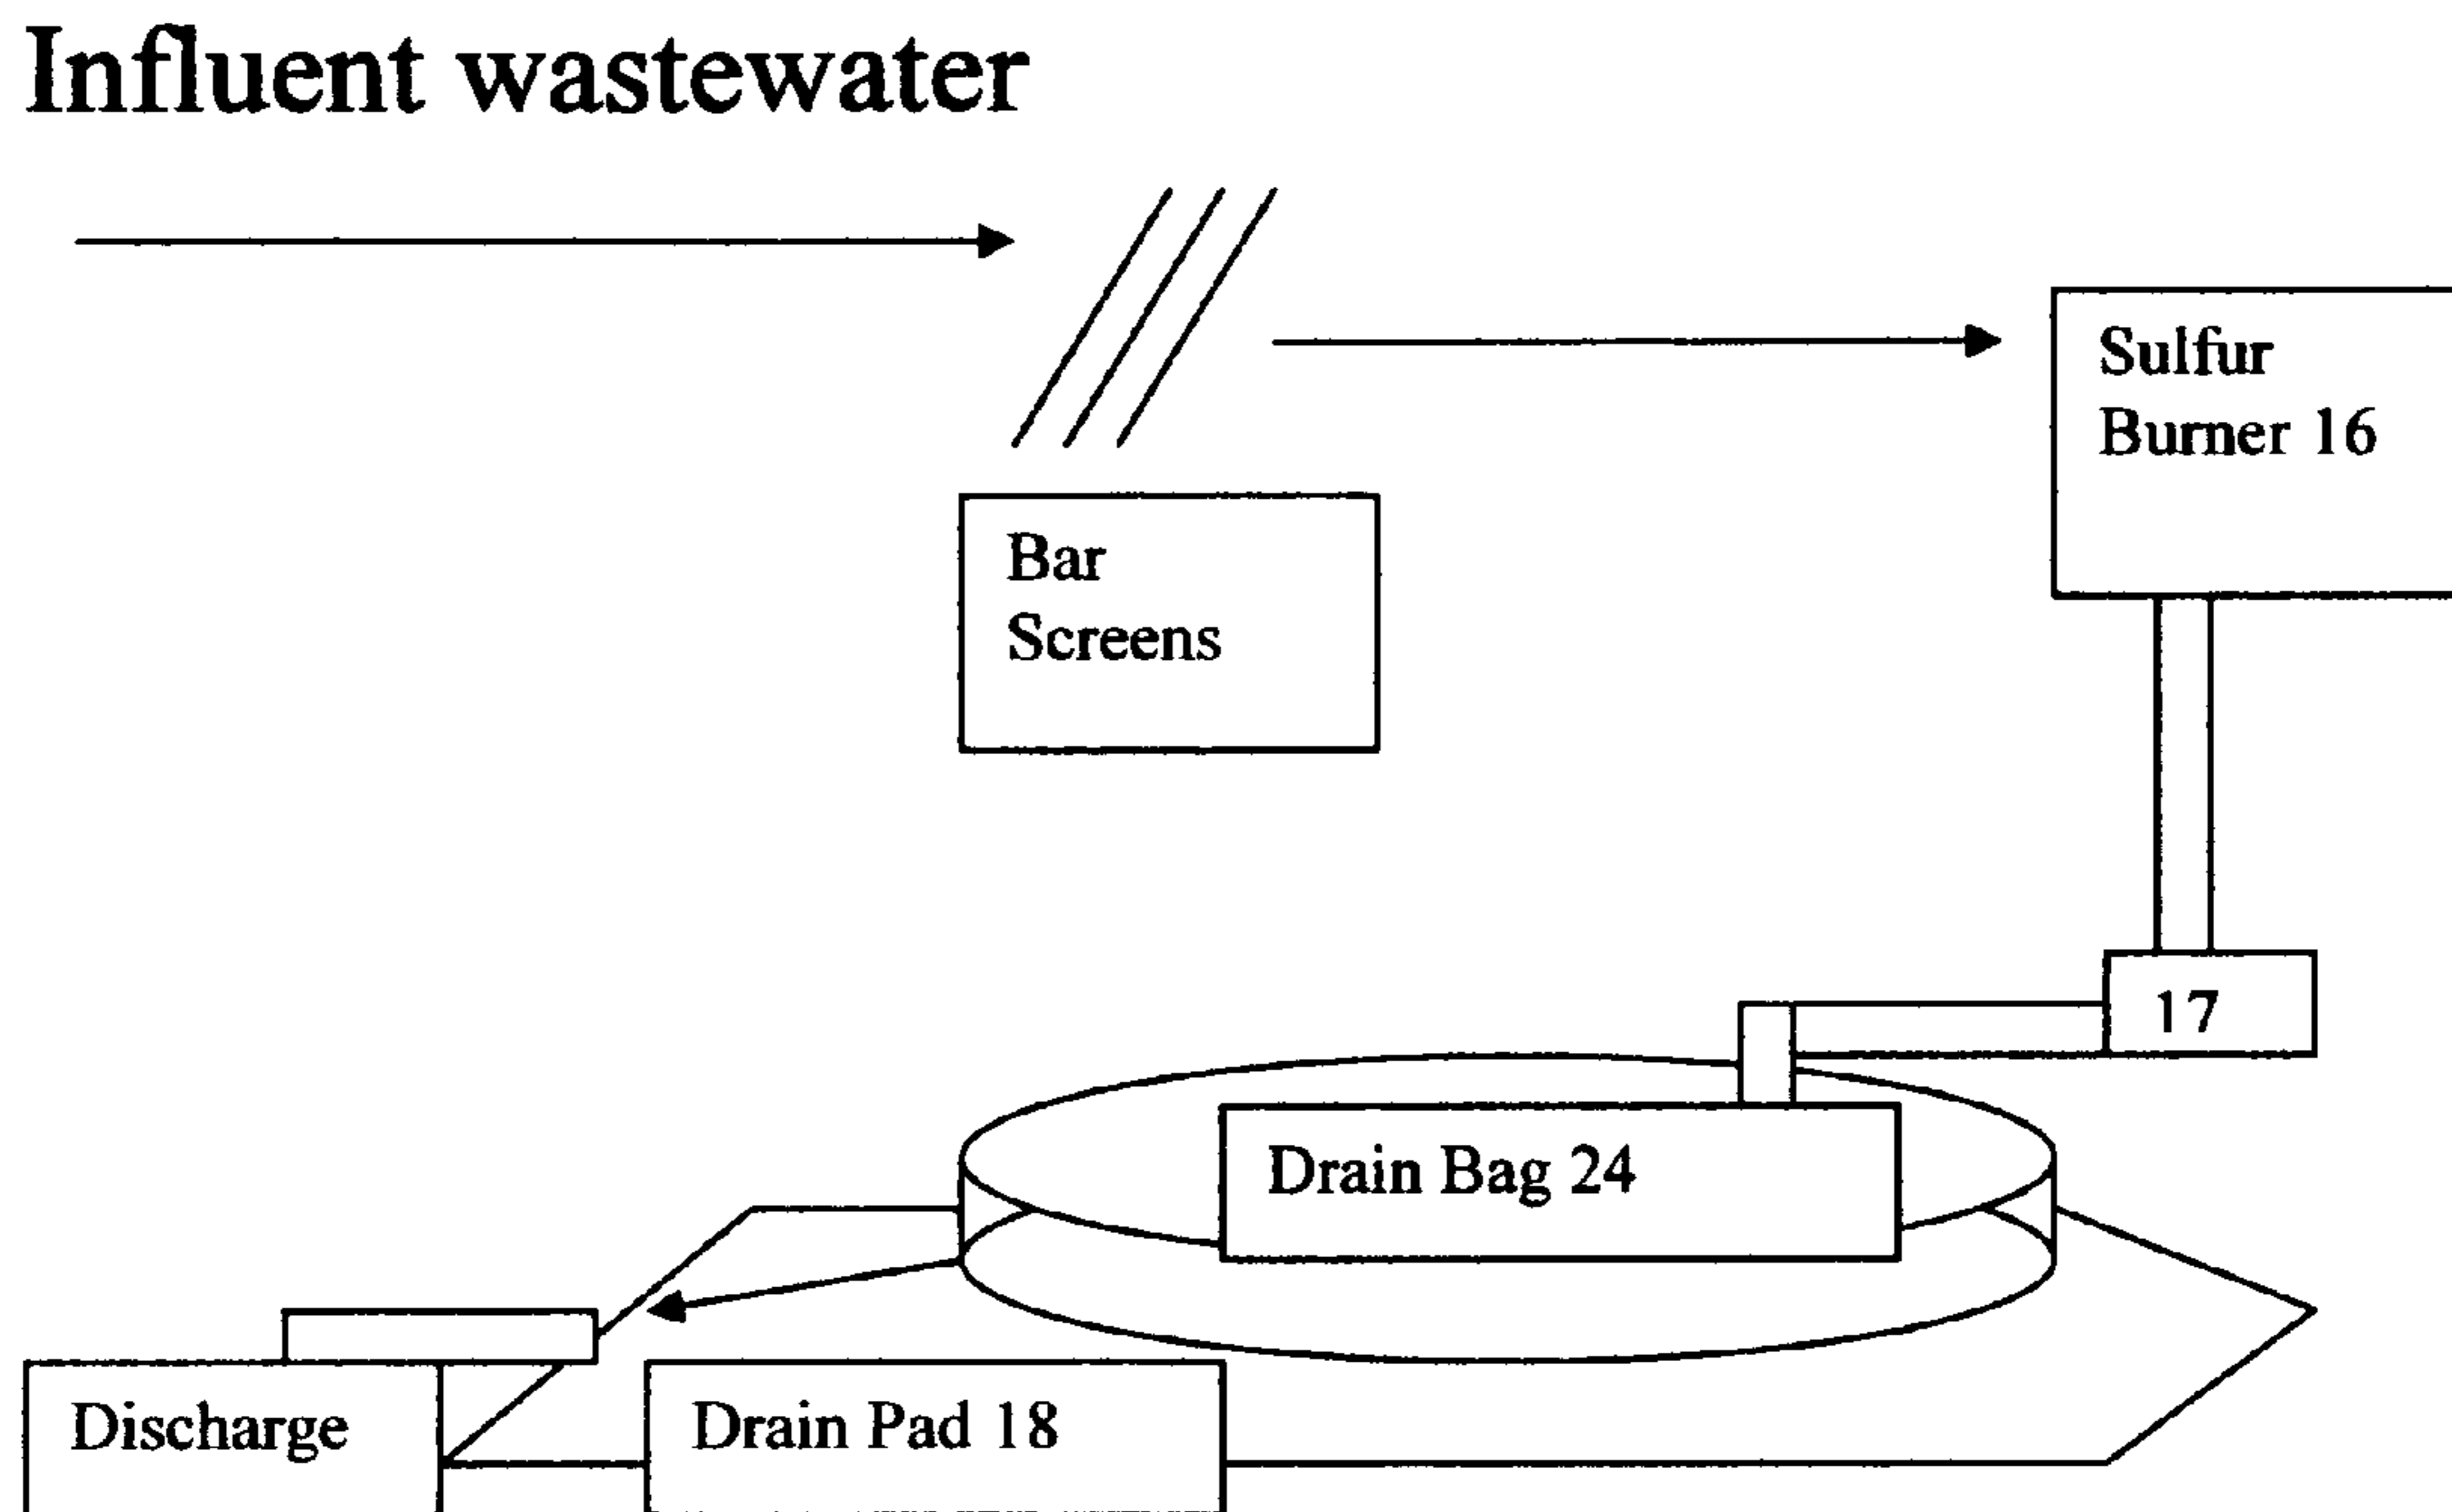 Influent wastewater
Sulfur
Burner 16
Bar
Screens
17
Drain Bag 24
Discharge
Drain Pad 18